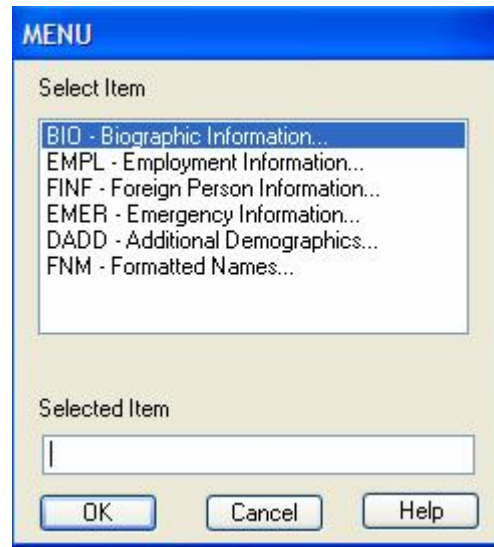 MENU
Select Item
BIO - Biographic Information...
EMPL - Employment Information...
FINF - Foreign Person Information...
EMER - Emergency Information...
DADD - Additional Demographics...
FNM - Formatted Names...
Selected Item
OK Cancel Help